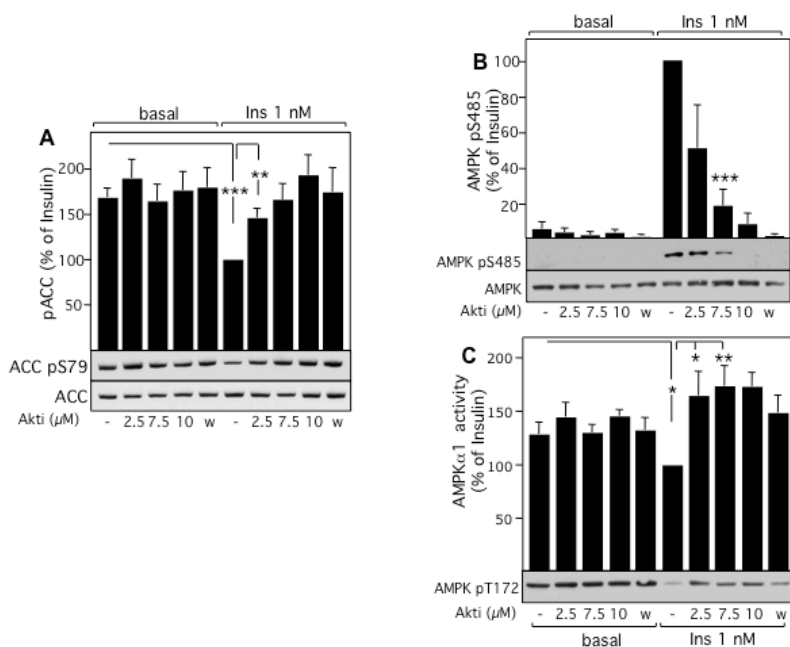 A
basal
Ins 1 nM
pACC (% of Insulin)
200
150
100
50
***
**
ACC pS79
ACC
Akti (µM)
- 2.5 7.5 10 w - 2.5 7.5 10 w
B
basal
Ins 1 nM
AMPK pS485
(% of Insulin)
100
80
60
40
20
***
AMPK pS485
AMPK
Akti (µM)
- 2.5 7.5 10 w - 2.5 7.5 10 w
C
AMPKα1 activity
(% of Insulin)
200
150
100
50
*
*
**
AMPK pT172
Akti (µM)
- 2.5 7.5 10 w - 2.5 7.5 10 w
basal
Ins 1 nM